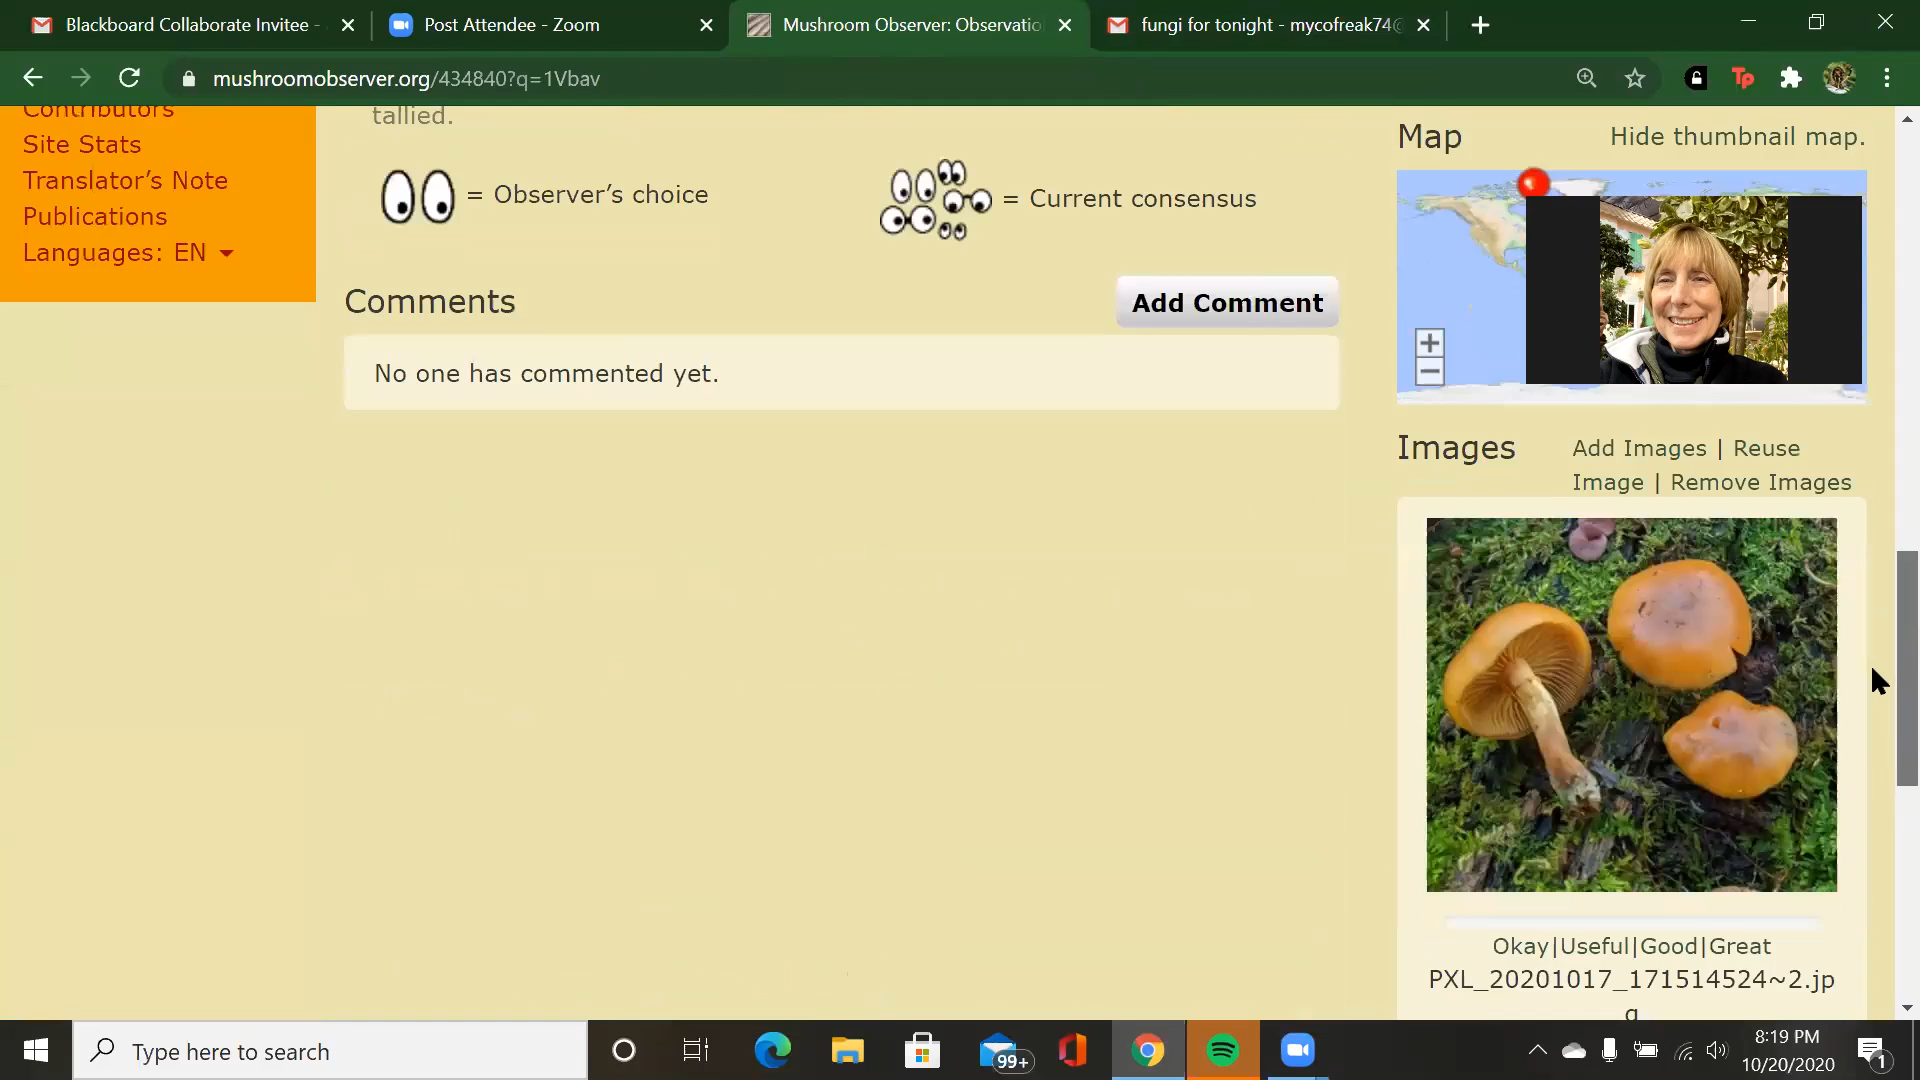 Blackboard Collaborate Invitee -
Post Attendee - Zoom
Mushroom Observer: Observatio
fungi for tonight - mycofreak74@
mushroomobserver.org/434840?q=1Vbav
Tp
Contributors
Site Stats
Translator's Note
Publications
Languages: EN
tallied.
= Observer's choice
= Current consensus
Comments
Add Comment
No one has commented yet.
Map
Hide thumbnail map.
Images
Add Images | Reuse
Image | Remove Images
Okay|Useful|Good|Great
PXL_20201017_171514524~2.jp
g
Type here to search
99+
8:19 PM
10/20/2020
1